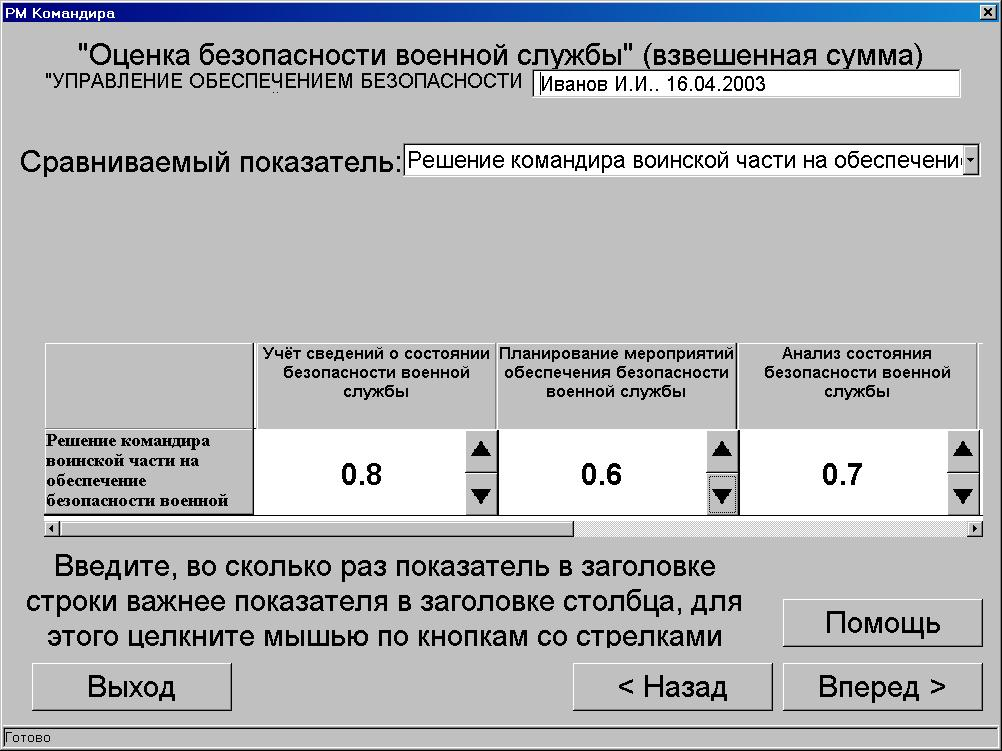 РМ Командира
"Оценка безопасности военной службы" (взвешенная сумма)
"УПРАВЛЕНИЕ ОБЕСПЕЧЕНИЕМ БЕЗОПАСНОСТИ
Иванов И.И.. 16.04.2003
Сравниваемый показатель:
Решение командира воинской части на обеспечени
Учёт сведений о состоянии
безопасности военной
службы
Планирование мероприятий
обеспечения безопасности
военной службы
Анализ состояния
безопасности военной
службы
Решение командира
воинской части на
обеспечение
безопасности военной
0.8
0.6
0.7
Введите, во сколько раз показатель в заголовке
строки важнее показателя в заголовке столбца, для
этого целкните мышью по кнопкам со стрелками
Помощь
Выход
< Назад
Вперед >
Готово